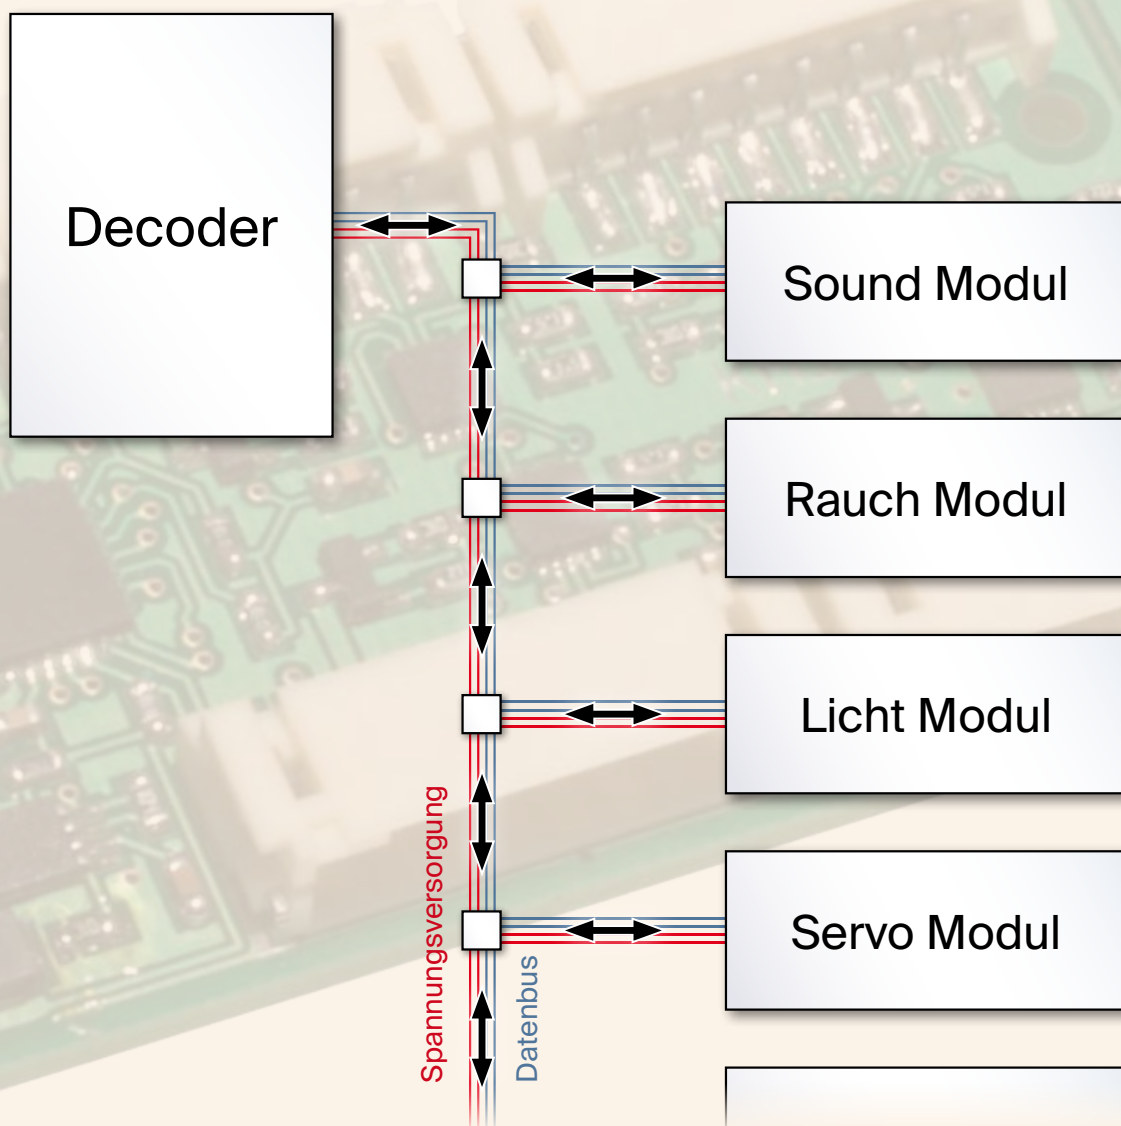 Decoder
Sound Modul
Rauch Modul
Licht Modul
Servo Modul
Spannungsversorgung
Datenbus